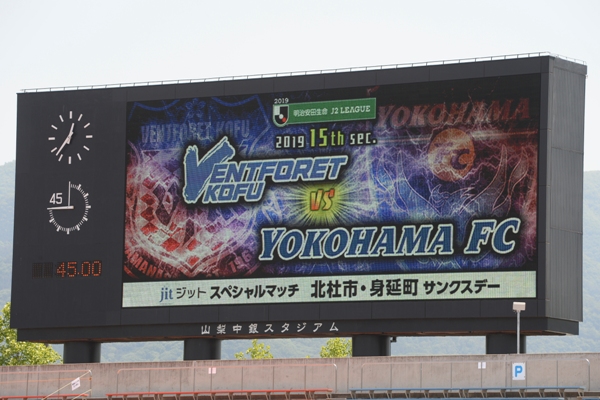 2019
明治安田生命 J2 LEAGUE
2019 15th sec.
VENTFORET KOFU
YOKOHAMA
FC
VENTFORET
KOFU
VS
YOKOHAMA FC
jit ジット スペシャルマッチ 北杜市・身延町 サンクスデー
45
45.00
山梨中銀スタジアム
P